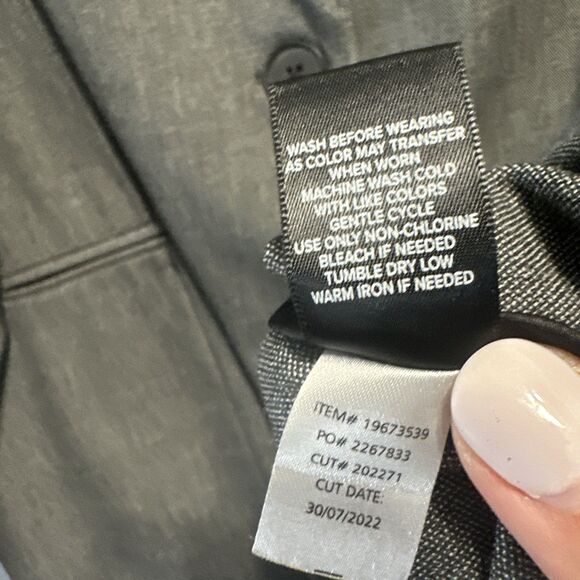 WASH BEFORE WEARING
AS COLOR MAY TRANSFER
WHEN WORN
MACHINE WASH COLD
WITH LIKE COLORS
GENTLE CYCLE
USE ONLY NON-CHLORINE
BLEACH IF NEEDED
TUMBLE DRY LOW
WARM IRON IF NEEDED
ITEM# 19673539
PO# 2267833
CUT# 202271
CUT DATE:
30/07/2022